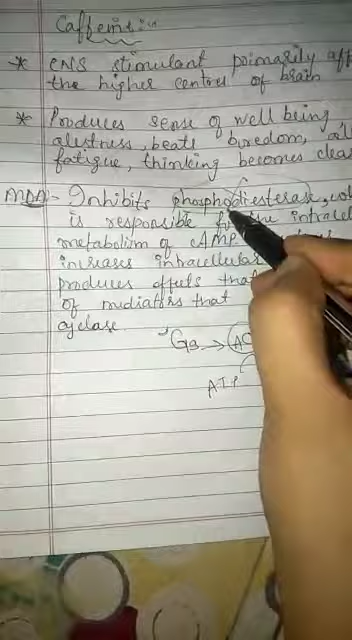 Caffeine
* CNS stimulant primarily aff
the higher centres of brain
* Produces sense of well being,
alertness, beats boredom, all
fatigue, thinking becomes clea
MOA - Inhibits phosphodiesterase, wh
is responsible for the intracel
metabolism of cAMP
increases intracellular
produces effects that
of mediators that
cyclase
Gs → AC
ATP